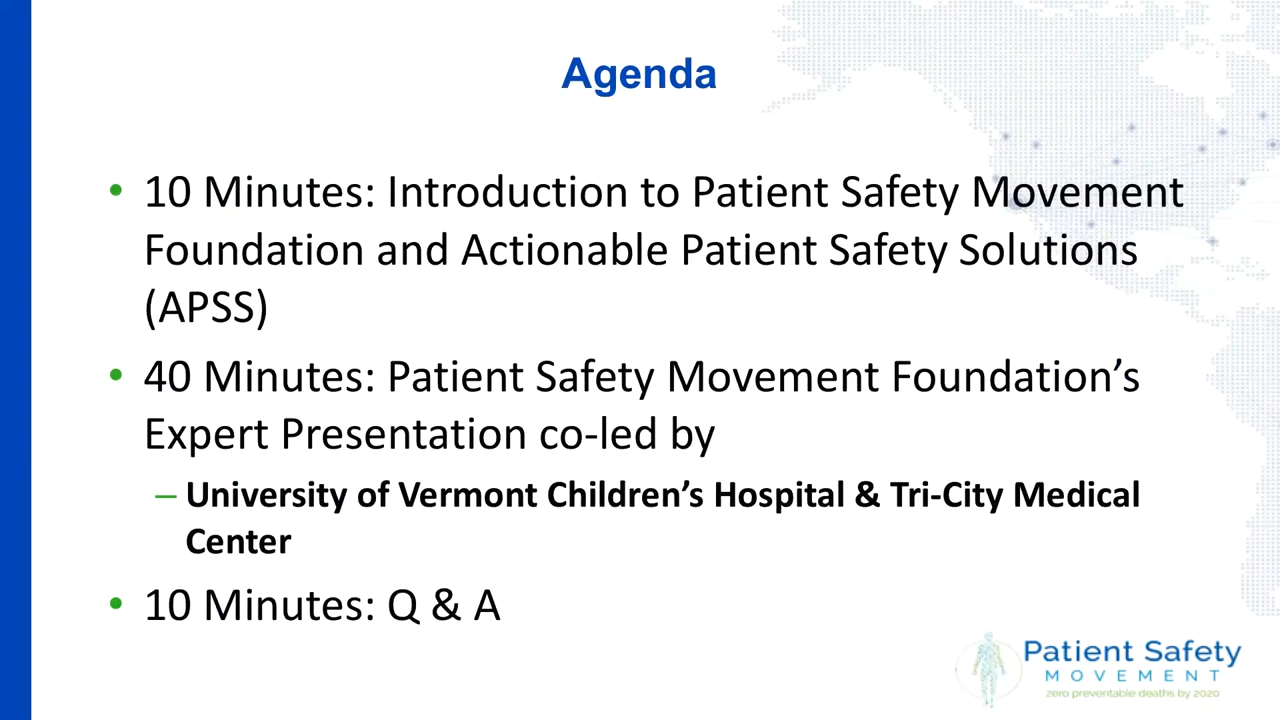 Agenda
• 10 Minutes: Introduction to Patient Safety Movement
Foundation and Actionable Patient Safety Solutions
(APSS)
• 40 Minutes: Patient Safety Movement Foundation’s
Expert Presentation co-led by
– University of Vermont Children’s Hospital & Tri-City Medical
Center
• 10 Minutes: Q & A
Patient Safety
MOVEMENT
zero preventable deaths by 2020